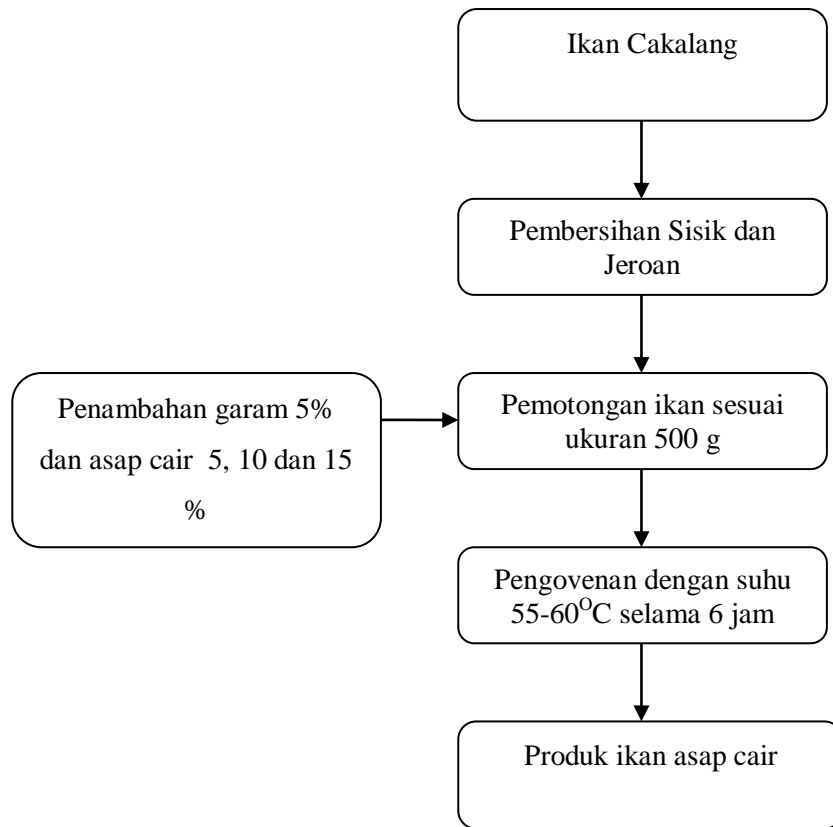 Ikan Cakalang
Pembersihan Sisik dan
Jeroan
Penambahan garam 5%
dan asap cair  5, 10 dan 15
%
Pemotongan ikan sesuai
ukuran 500 g
Pengovenan dengan suhu
55-60ᴼC selama 6 jam
Produk ikan asap cair